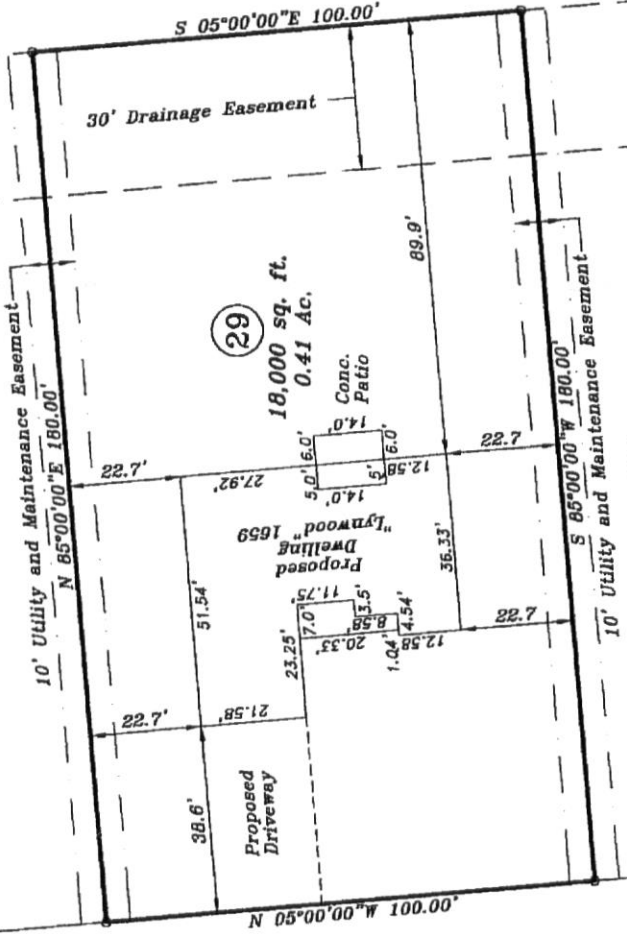 S 05°00'00"E 100.00'
30' Drainage Easement
10' Utility and Maintenance Easement
N 85°00'00"E 180.00'
89.9'
29
18,000 sq. ft.
0.41 Ac.
Conc.
Patio
14.0'
6.0'
6.0'
5.0'
5'
14.0'
22.7'
27.92'
12.58
22.7
Proposed
Dwelling
"Lynwood" 1659
51.54'
36.33'
11.75'
7.0'
3.5'
8.58'
4.54'
20.33'
1.04'
12.58
23.25'
22.7
22.7'
21.58'
38.6'
Proposed
Driveway
S 85°00'00"W 180.00'
10' Utility and Maintenance Easement
N 05°00'00"W 100.00'